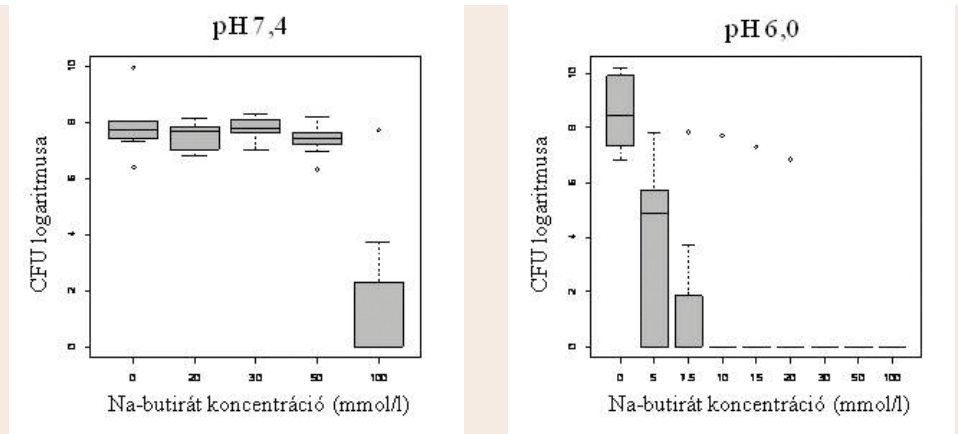 pH 7,4
CFU logaritmusa
10
8
6
4
2
0
0 20 30 50 100
Na-butirát koncentráció (mmol/l)
pH 6,0
CFU logaritmusa
10
8
6
4
2
0
0 5 7.5 10 15 20 30 50 100
Na-butirát koncentráció (mmol/l)